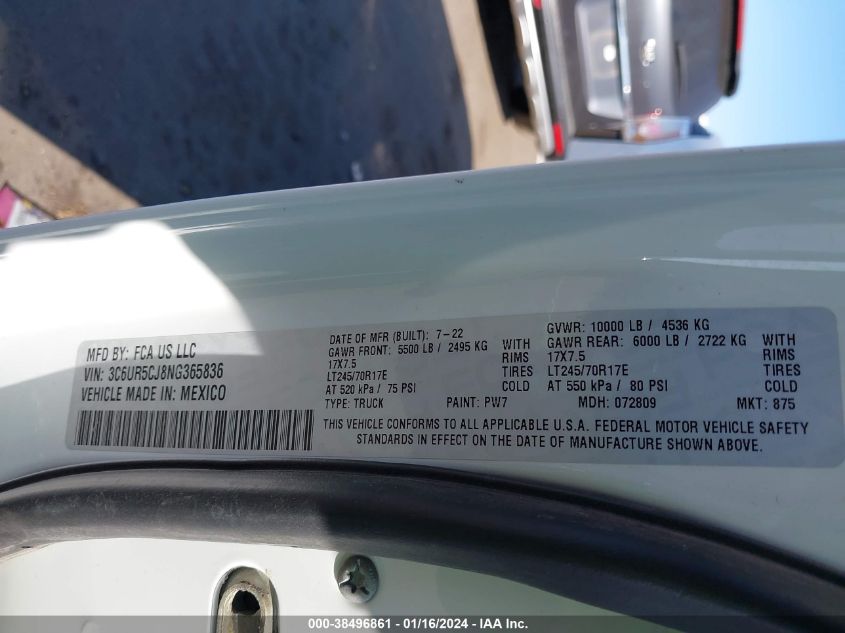 MFD BY: FCA US LLC
VIN: 3C6UR5CJ8NG365836
VEHICLE MADE IN: MEXICO
DATE OF MFR (BUILT): 7-22
GAWR FRONT: 5500 LB / 2495 KG WITH
17X7.5 RIMS
LT245/70R17E TIRES
AT 520 kPa / 75 PSI COLD
TYPE: TRUCK PAINT: PW7
GVWR: 10000 LB / 4536 KG
GAWR REAR: 6000 LB / 2722 KG WITH
17X7.5 RIMS
LT245/70R17E TIRES
AT 550 kPa / 80 PSI COLD
MDH: 072809 MKT: 875
THIS VEHICLE CONFORMS TO ALL APPLICABLE U.S.A. FEDERAL MOTOR VEHICLE SAFETY
STANDARDS IN EFFECT ON THE DATE OF MANUFACTURE SHOWN ABOVE.
000-38496861 - 01/16/2024 - IAA Inc.